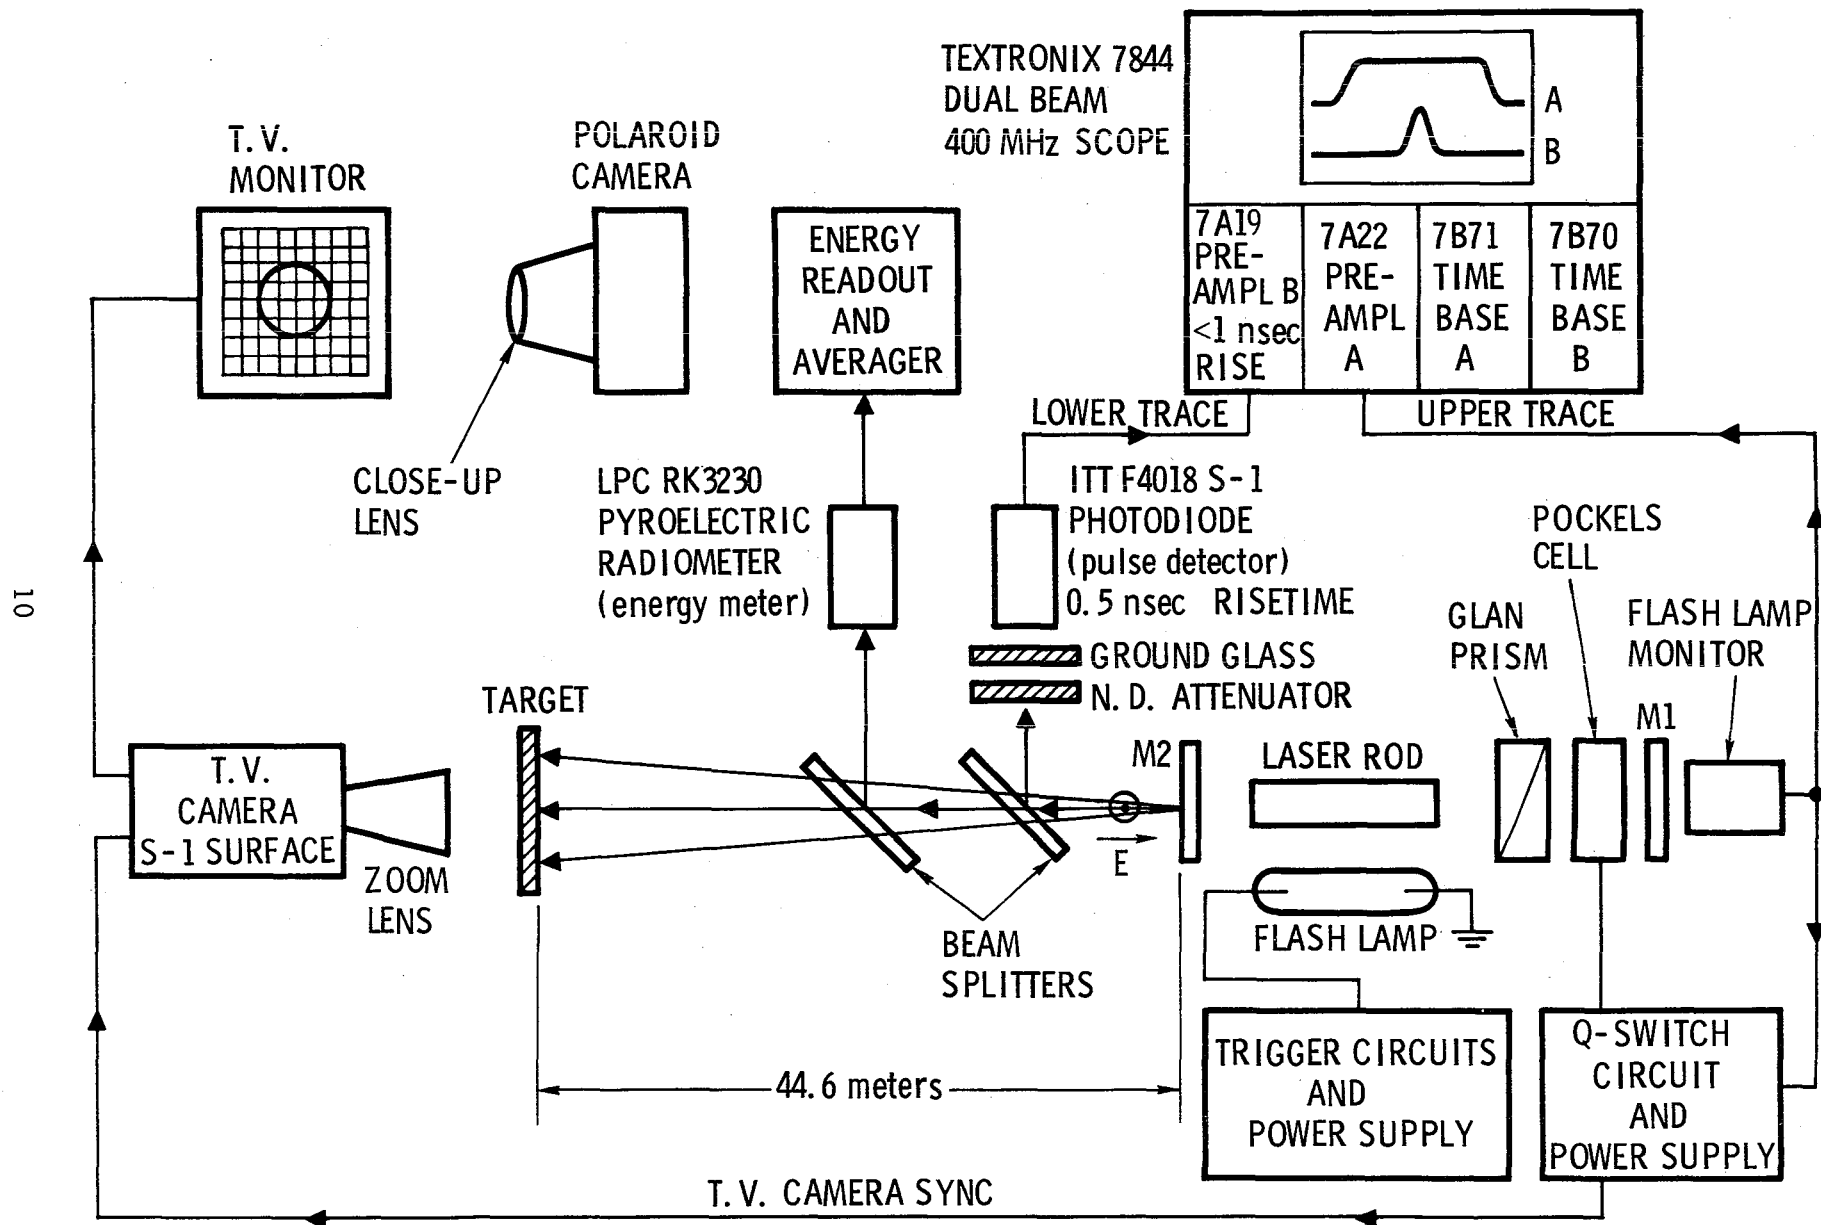 TEXTRONIX 7844
DUAL BEAM
400 MHz SCOPE
A
B
7A19
PRE-
AMPL B
<1 nsec
RISE
7A22
PRE-
AMPL
A
7B71
TIME
BASE
A
7B70
TIME
BASE
B
T.V.
MONITOR
POLAROID
CAMERA
ENERGY
READOUT
AND
AVERAGER
LOWER TRACE
UPPER TRACE
CLOSE-UP
LENS
LPC RK3230
PYROELECTRIC
RADIOMETER
(energy meter)
ITT F4018 S-1
PHOTODIODE
(pulse detector)
0.5 nsec RISETIME
POCKELS
CELL
GLAN
PRISM
FLASH LAMP
MONITOR
10
GROUND GLASS
N. D. ATTENUATOR
TARGET
M2
LASER ROD
M1
T. V.
CAMERA
S-1 SURFACE
ZOOM
LENS
E
FLASH LAMP
BEAM
SPLITTERS
44.6 meters
TRIGGER CIRCUITS
AND
POWER SUPPLY
Q-SWITCH
CIRCUIT
AND
POWER SUPPLY
T. V. CAMERA SYNC